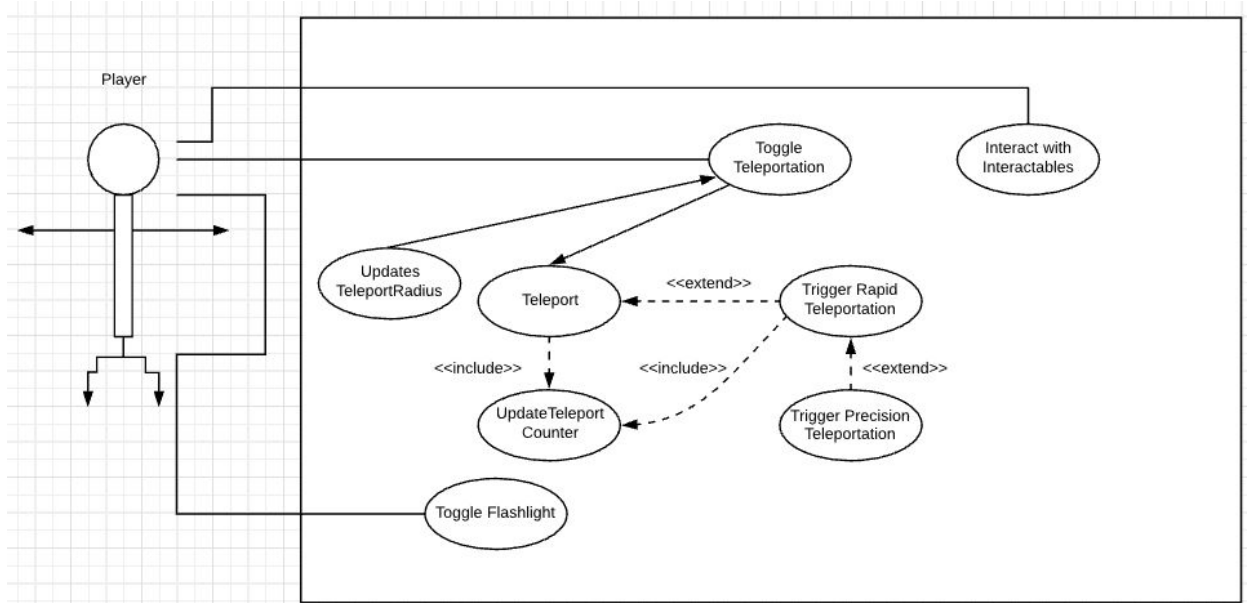 Player
Toggle
Teleportation
Interact with
Interactables
Updates
TeleportRadius
Teleport
<<extend>>
Trigger Rapid
Teleportation
<<include>>
<<include>>
<<extend>>
UpdateTeleport
Counter
Trigger Precision
Teleportation
Toggle Flashlight